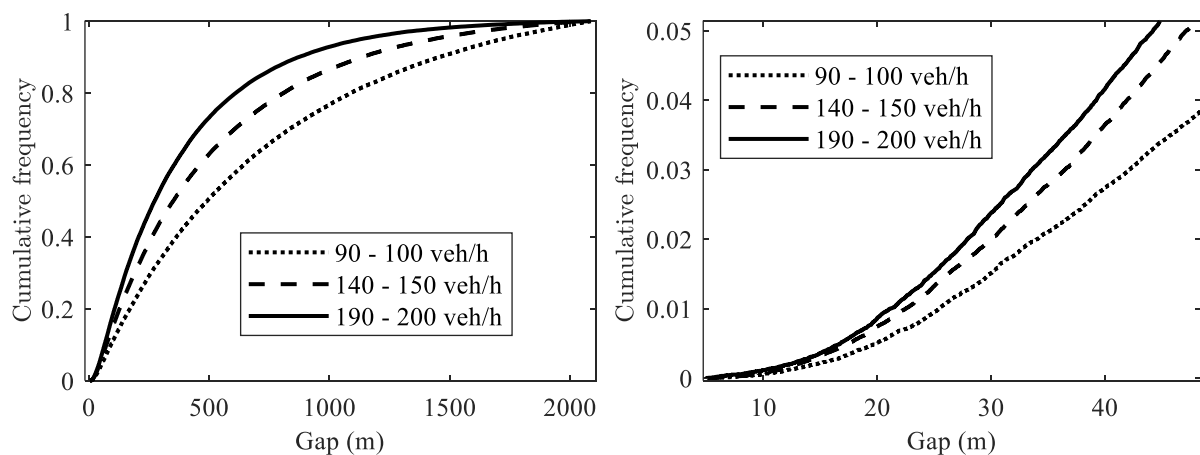 1
0.8
0.6
0.4
0.2
0
Cumulative frequency
90 - 100 veh/h
140 - 150 veh/h
190 - 200 veh/h
0
500
1000
1500
2000
Gap (m)
0.05
0.04
0.03
0.02
0.01
0
Cumulative frequency
90 - 100 veh/h
140 - 150 veh/h
190 - 200 veh/h
10
20
30
40
Gap (m)